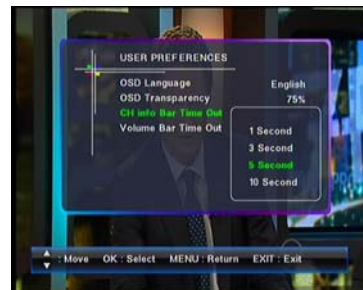 USER PREFERENCES
OSD Language English
OSD Transparency 75%
CH info Bar Time Out
Volume Bar Time Out
1 Second
3 Second
5 Second
10 Second
: Move OK : Select MENU : Return EXIT : Exit